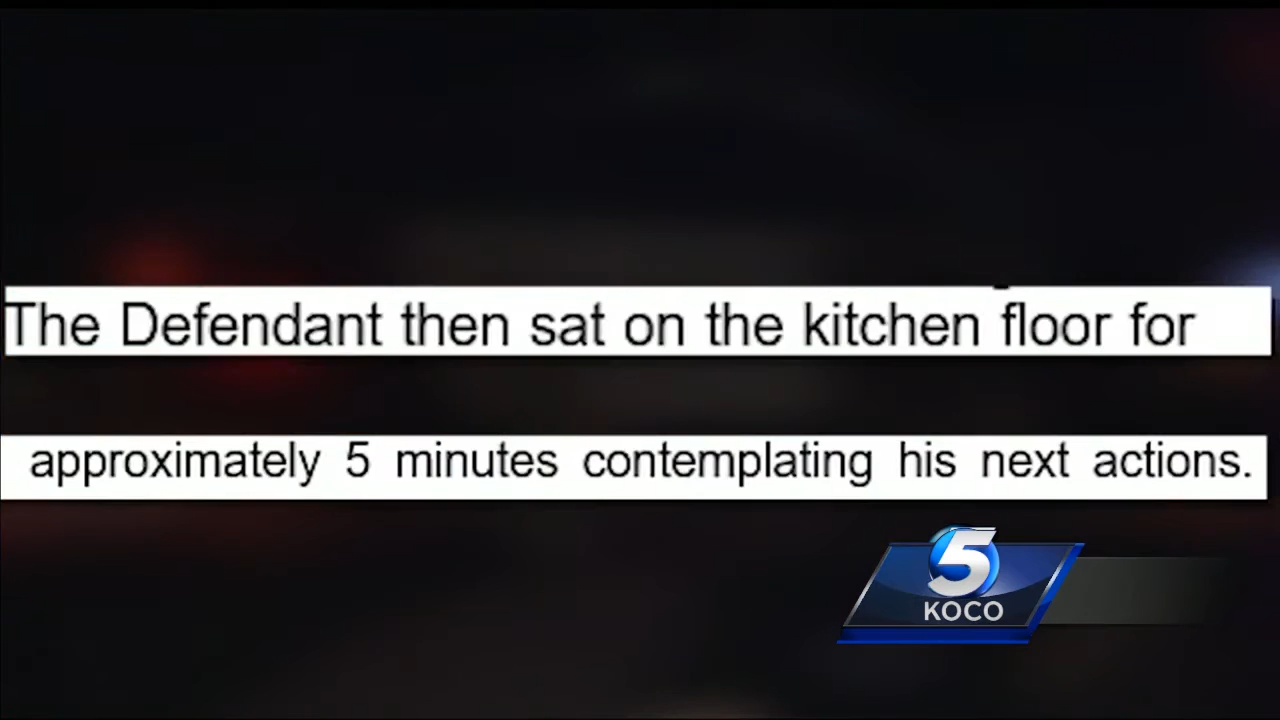 The Defendant then sat on the kitchen floor for
approximately 5 minutes contemplating his next actions.
5
KOCO